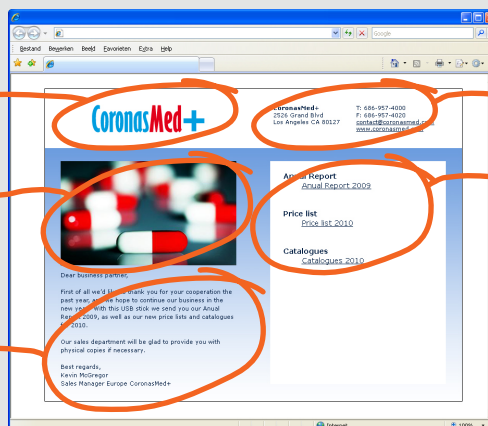 Google
Bestand Bewerken Beeld Favorieten Extra Help
CoronasMed+
CoronasMed+
2526 Grand Blvd
Los Angeles CA 80127
T: 686-957-4000
F: 686-957-4020
contact@coronasmed.com
www.coronasmed.com
Anual Report
Anual Report 2009
Price list
Price list 2010
Catalogues
Catalogues 2010
Dear business partner,
First of all we'd like to thank you for your cooperation the
past year, and we hope to continue our business in the
new year. With this USB stick we send you our Anual
Report 2009, as well as our new price lists and catalogues
for 2010.
Our sales department will be glad to provide you with
physical copies if necessary.
Best regards,
Kevin McGregor
Sales Manager Europe CoronasMed+
Internet
100%